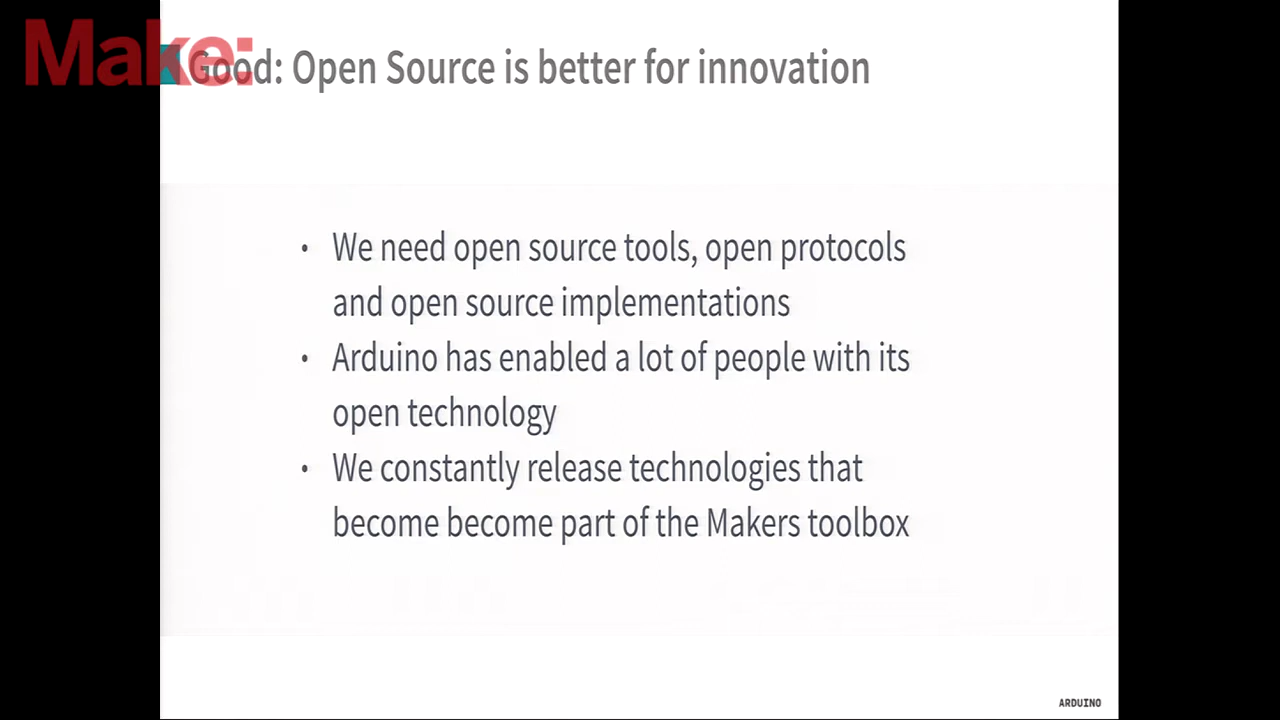 Make:
Good: Open Source is better for innovation
• We need open source tools, open protocols
and open source implementations
• Arduino has enabled a lot of people with its
open technology
• We constantly release technologies that
become become part of the Makers toolbox
ARDUINO